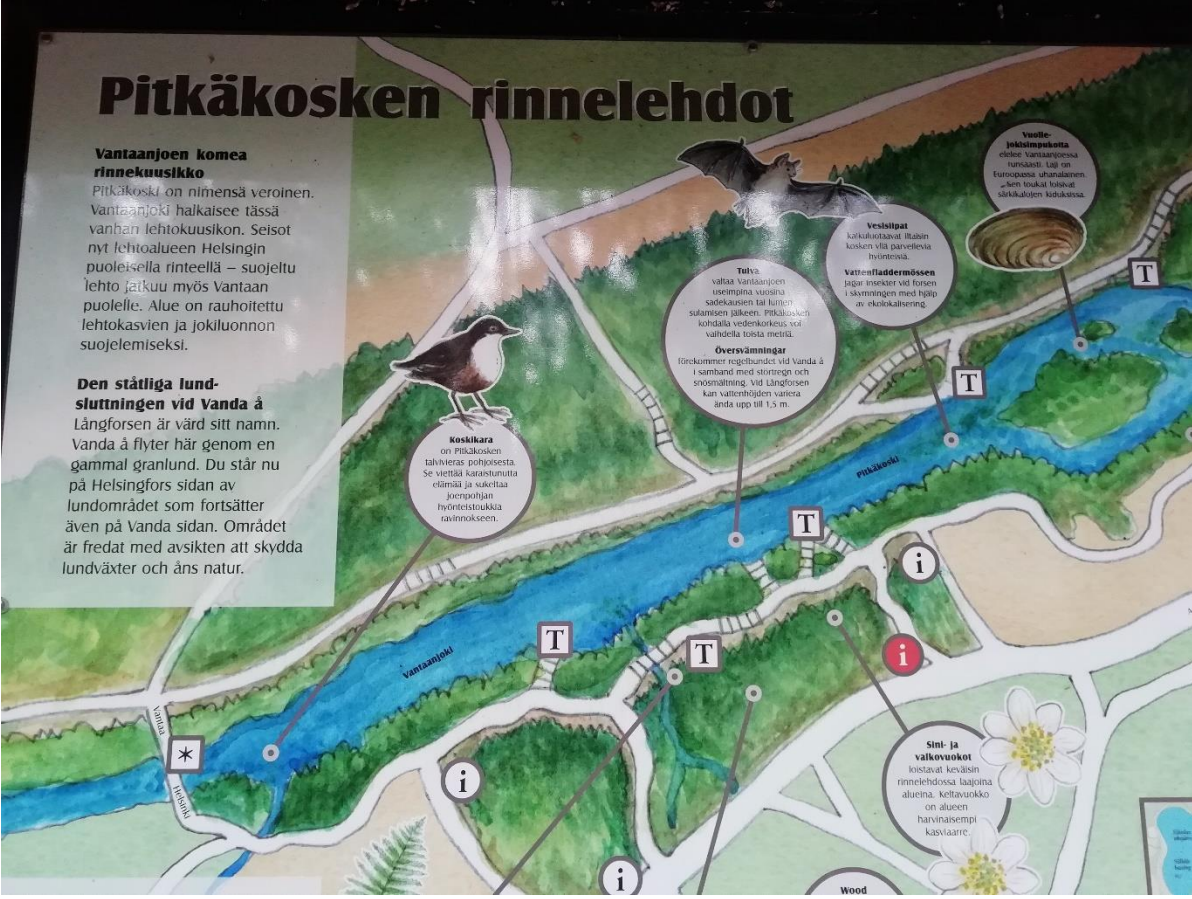 Pitkäkosken rinnelehdot
Vantaanjoen komea
rinnekuusikko
Pitkäkoski on nimensä veroinen.
Vantaanjoki halkaisee tässä
vanhan lehtokuusikon. Seisot
nyt lehtoalueen Helsingin
puoleisella rinteellä – suojeltu
lehto jatkuu myös Vantaan
puolelle. Alue on rauhoitettu
lehtokasvien ja jokiluonnon
suojelemiseksi.
Den ståtliga lund-
sluttningen vid Vanda å
Långforsen är värd sitt namn.
Vanda å flyter här genom en
gammal granlund. Du står nu
på Helsingfors sidan av
lundområdet som fortsätter
även på Vanda sidan. Området
är fredat med avsikten att skydda
lundväxter och åns natur.
Koskikara
on Pitkäkosken
talvivieras pohjoisesta.
Se viettää karaistunutta
elämää ja sukeltaa
joenpohjan
hyönteistoukkia
ravinnokseen.
Tulva
valtaa Vantaanjoen
useimpina vuosina
sadekausien tai lumen
sulamisen jälkeen. Pitkäkosken
kohdalla vedenkorkeus voi
vaihdella toista metriä.
Översvämningar
förekommer regelbundet vid Vanda å
i samband med störtregn och
snösmältning. Vid Långforsen
kan vattenhöjden variera
ända upp till 1,5 m.
Vesisiipat
kaikuluotaavat iltaisin
kosken yllä parveilevia
hyönteisiä.
Vattenfladdermössen
jagar insekter vid forsen
i skymningen med hjälp
av ekolokalisering.
Vuolle-
jokisimpukoita
elelee Vantaanjoessa
runsaasti. Laji on
Euroopassa uhanalainen.
Sen toukat loisivat
särkikalojen kiduksissa.
T
T
Pitkäkoski
T
i
Vantaanjoki
T
T
i
Vantaa
Helsinki
i
i
Sini- ja
valkovuokot
loistavat keväisin
rinnelehdossa laajoina
alueina. Keltavuokko
on alueen
harvinaisempi
kasviaarre.
Wood